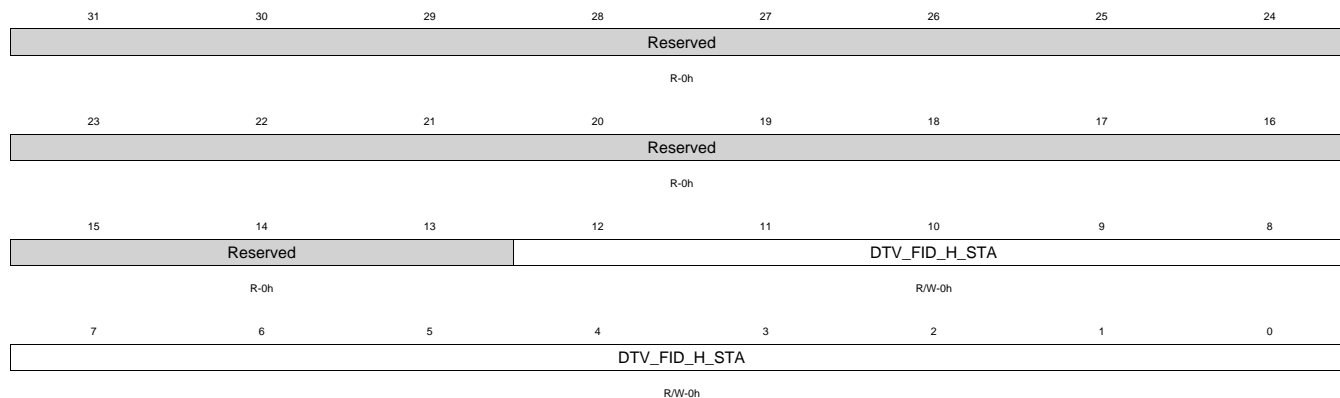 31 30 29 28 27 26 25 24
Reserved
R-0h
23 22 21 20 19 18 17 16
Reserved
R-0h
15 14 13 12 11 10 9 8
Reserved DTV_FID_H_STA
R-0h R/W-0h
7 6 5 4 3 2 1 0
DTV_FID_H_STA
R/W-0h